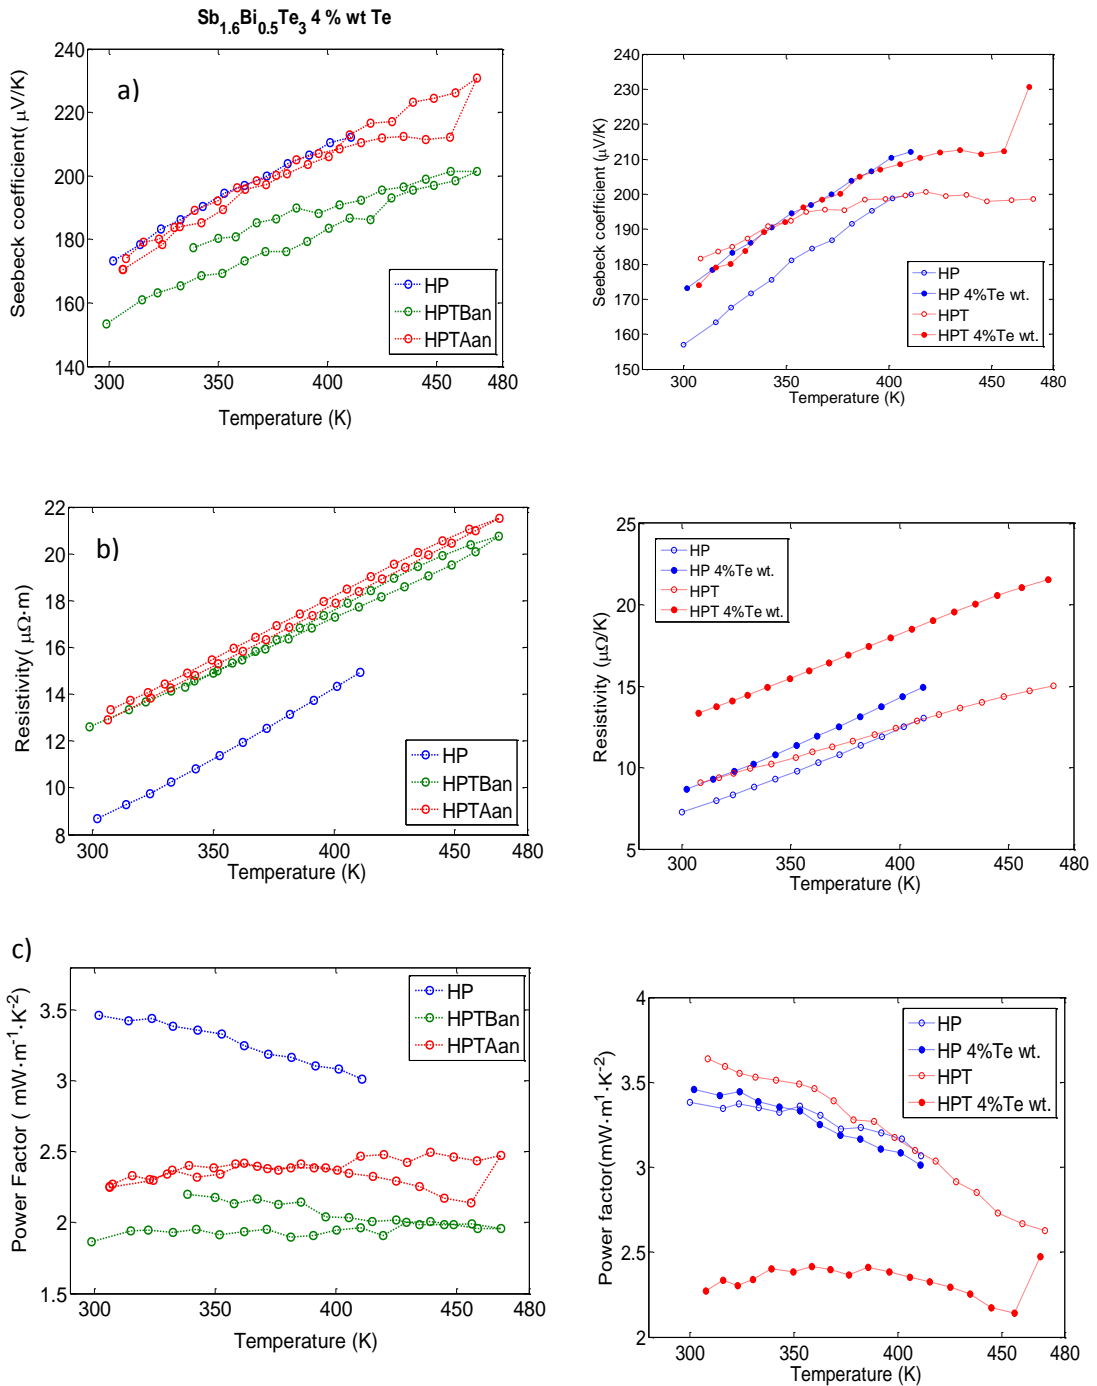 Sb1.6Bi0.5Te3 4 % wt Te
a)
Seebeck coefficient( μV/K)
240
220
200
180
160
140
300
350
400
450
480
Temperature (K)
HP
HPTBan
HPTAan
Seebeck coefficient (μV/K)
240
230
220
210
200
190
180
170
160
150
300
350
400
450
480
Temperature (K)
HP
HP 4%Te wt.
HPT
HPT 4%Te wt.
b)
Resistivity( μΩ·m)
22
20
18
16
14
12
10
8
300
350
400
450
480
Temperature (K)
HP
HPTBan
HPTAan
Resistivity (μΩ/K)
25
20
15
10
5
300
350
400
450
480
Temperature (K)
HP
HP 4%Te wt.
HPT
HPT 4%Te wt.
c)
Power Factor ( mW·m-1·K-2)
3.5
3
2.5
2
1.5
300
350
400
450
480
Temperature (K)
HP
HPTBan
HPTAan
Power factor(mW·m1·K-2)
4
3.5
3
2.5
2
300
350
400
450
480
Temperature (K)
HP
HP 4%Te wt.
HPT
HPT 4%Te wt.